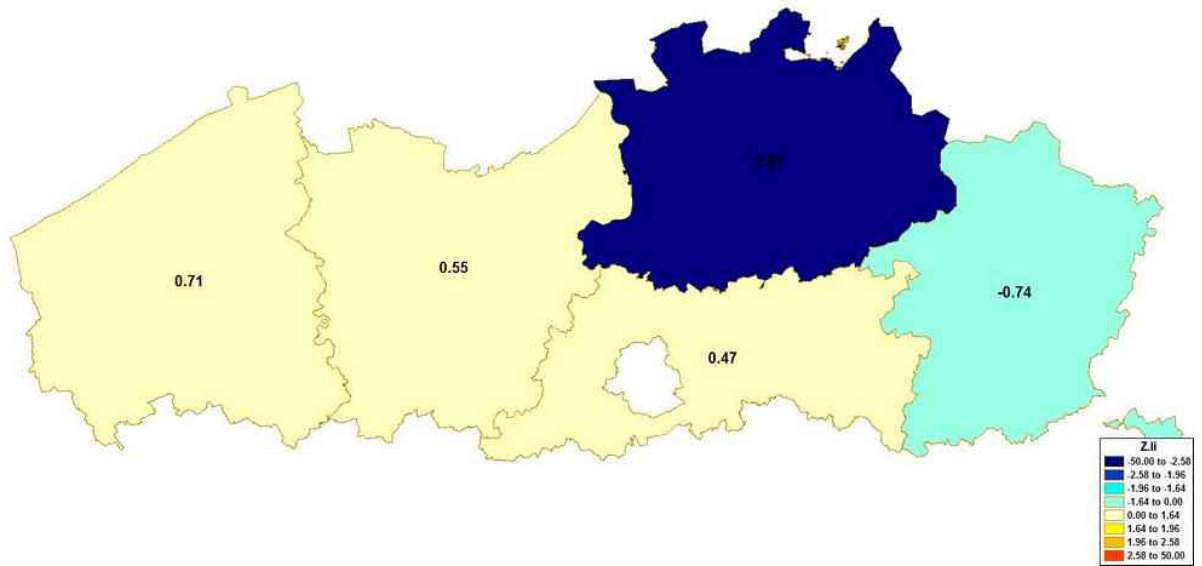 0.71
0.55
-0.74
0.47
Z.Ii
-50.00 to -2.58
-2.58 to -1.96
-1.96 to -1.64
-1.64 to 0.00
0.00 to 1.64
1.64 to 1.96
1.96 to 2.58
2.58 to 50.00